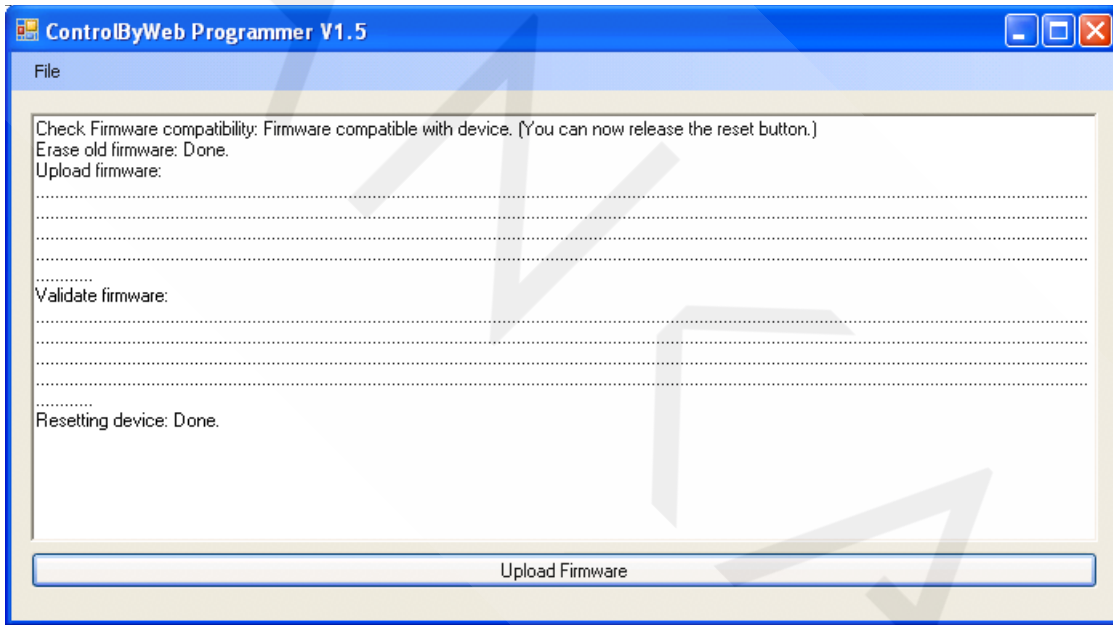 ControlByWeb Programmer V1.5
File
Check Firmware compatibility: Firmware compatible with device. (You can now release the reset button.)
Erase old firmware: Done.
Upload firmware:
Validate firmware:
Resetting device: Done.
Upload Firmware